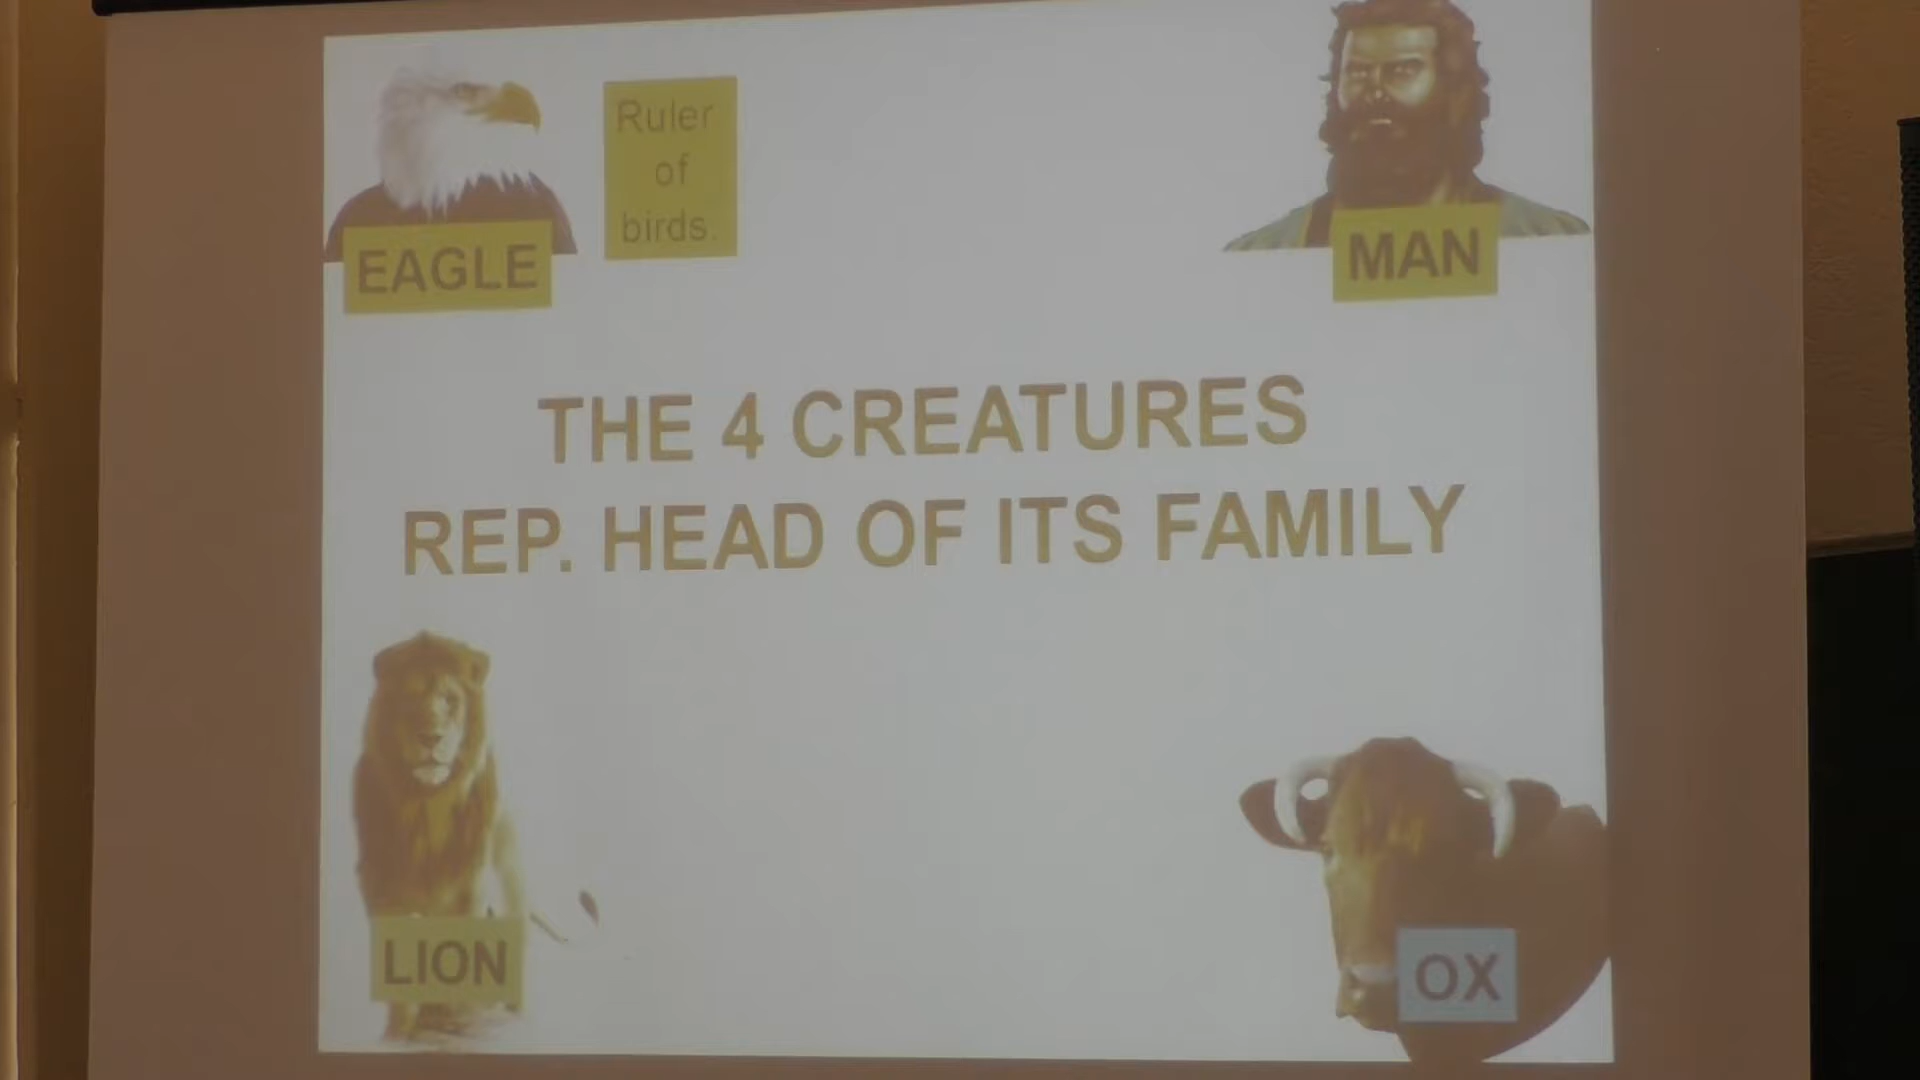 Ruler
of
birds.
EAGLE
MAN
THE 4 CREATURES
REP. HEAD OF ITS FAMILY
LION
OX